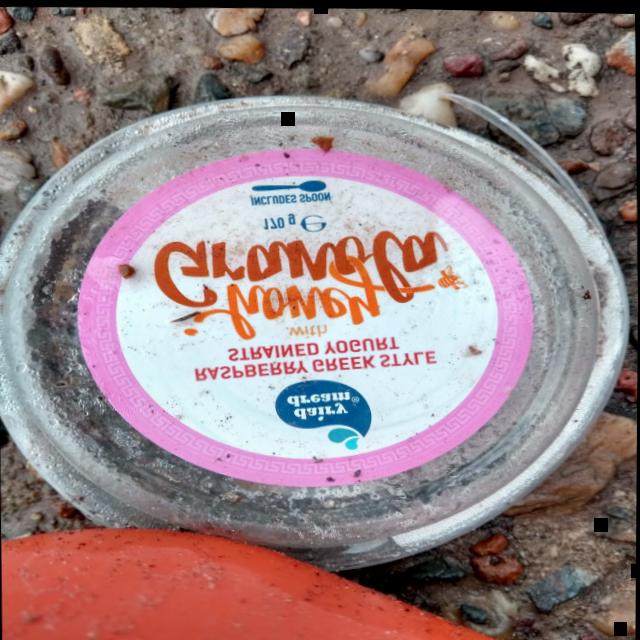 dairy
dream®
RASPBERRY GREEK STYLE
STRAINED YOGURT
with
honey
Granola
170 g ℮
INCLUDES SPOON